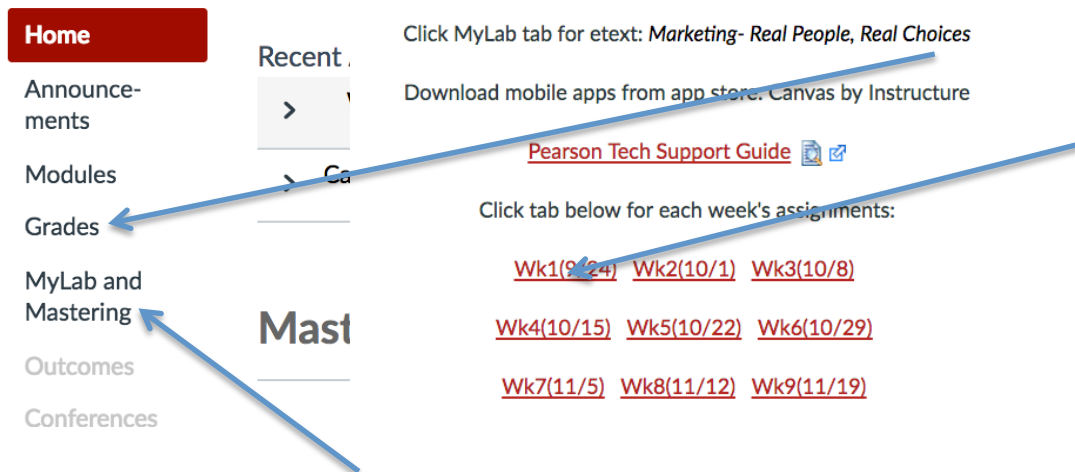 Home
Announce-
ments
Modules
Grades
MyLab and
Mastering
Outcomes
Conferences
Recent
Mast
Click MyLab tab for etext: Marketing- Real People, Real Choices
Download mobile apps from app store: Canvas by Instructure
Pearson Tech Support Guide
Click tab below for each week's assignments:
Wk1(9/24) Wk2(10/1) Wk3(10/8)
Wk4(10/15) Wk5(10/22) Wk6(10/29)
Wk7(11/5) Wk8(11/12) Wk9(11/19)